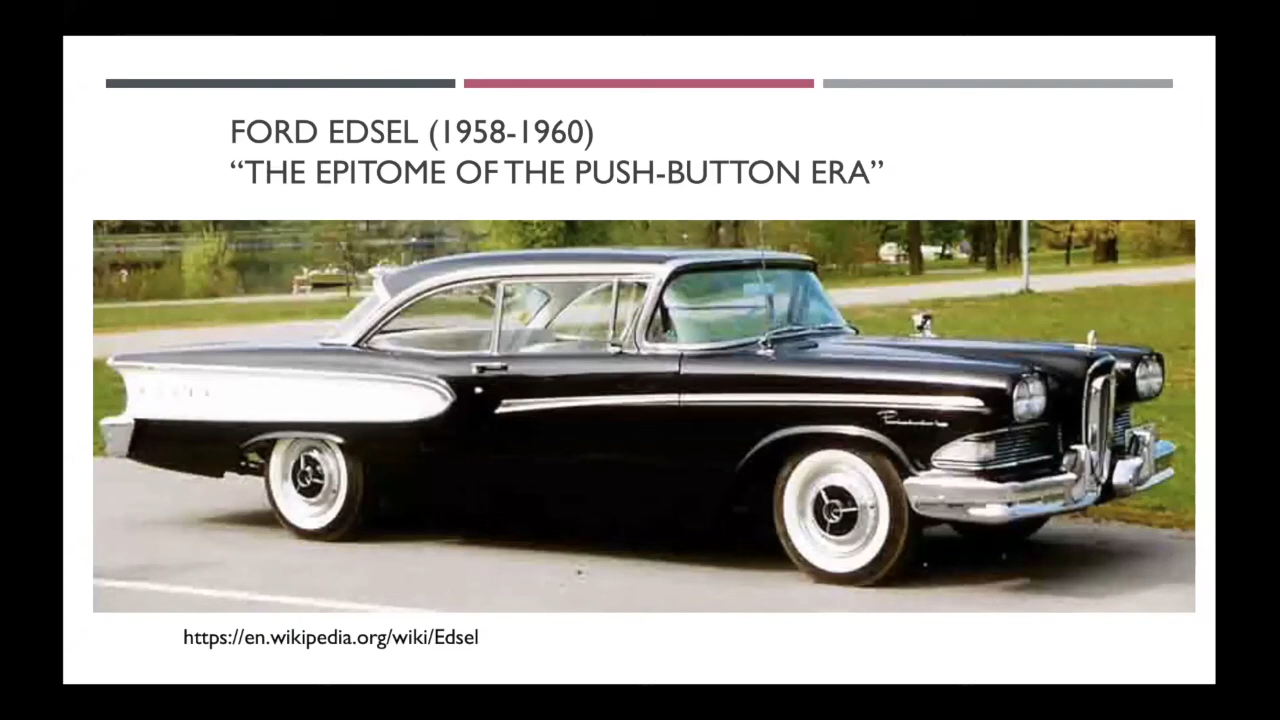 FORD EDSEL (1958-1960)
“THE EPITOME OF THE PUSH-BUTTON ERA”
https://en.wikipedia.org/wiki/Edsel